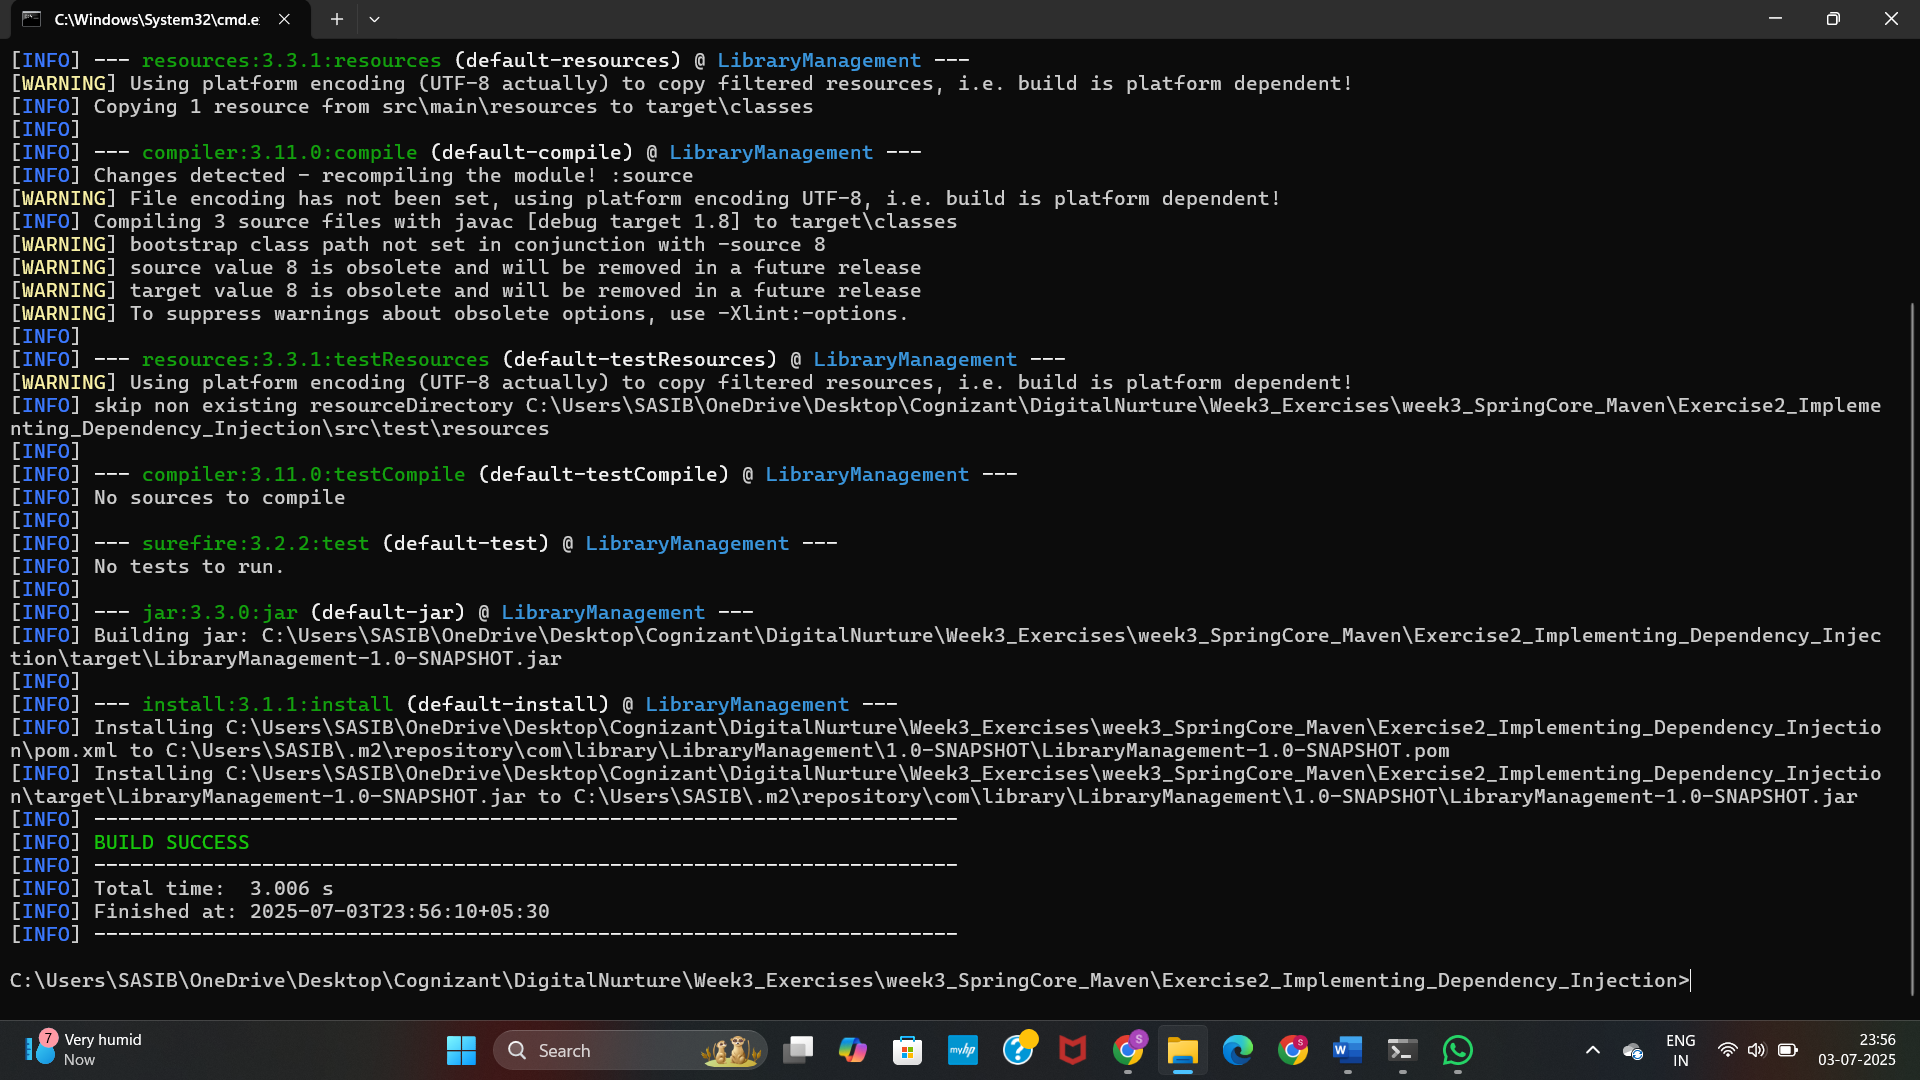 C:\Windows\System32\cmd.e
[INFO] --- resources:3.3.1:resources (default-resources) @ LibraryManagement ---
[WARNING] Using platform encoding (UTF-8 actually) to copy filtered resources, i.e. build is platform dependent!
[INFO] Copying 1 resource from src\main\resources to target\classes
[INFO]
[INFO] --- compiler:3.11.0:compile (default-compile) @ LibraryManagement ---
[INFO] Changes detected - recompiling the module! :source
[WARNING] File encoding has not been set, using platform encoding UTF-8, i.e. build is platform dependent!
[INFO] Compiling 3 source files with javac [debug target 1.8] to target\classes
[WARNING] bootstrap class path not set in conjunction with -source 8
[WARNING] source value 8 is obsolete and will be removed in a future release
[WARNING] target value 8 is obsolete and will be removed in a future release
[WARNING] To suppress warnings about obsolete options, use -Xlint:-options.
[INFO]
[INFO] --- resources:3.3.1:testResources (default-testResources) @ LibraryManagement ---
[WARNING] Using platform encoding (UTF-8 actually) to copy filtered resources, i.e. build is platform dependent!
[INFO] skip non existing resourceDirectory C:\Users\SASIB\OneDrive\Desktop\Cognizant\DigitalNurture\Week3_Exercises\week3_SpringCore_Maven\Exercise2_Impleme
nting_Dependency_Injection\src\test\resources
[INFO]
[INFO] --- compiler:3.11.0:testCompile (default-testCompile) @ LibraryManagement ---
[INFO] No sources to compile
[INFO]
[INFO] --- surefire:3.2.2:test (default-test) @ LibraryManagement ---
[INFO] No tests to run.
[INFO]
[INFO] --- jar:3.3.0:jar (default-jar) @ LibraryManagement ---
[INFO] Building jar: C:\Users\SASIB\OneDrive\Desktop\Cognizant\DigitalNurture\Week3_Exercises\week3_SpringCore_Maven\Exercise2_Implementing_Dependency_Injec
tion\target\LibraryManagement-1.0-SNAPSHOT.jar
[INFO]
[INFO] --- install:3.1.1:install (default-install) @ LibraryManagement ---
[INFO] Installing C:\Users\SASIB\OneDrive\Desktop\Cognizant\DigitalNurture\Week3_Exercises\week3_SpringCore_Maven\Exercise2_Implementing_Dependency_Injectio
n\pom.xml to C:\Users\SASIB\.m2\repository\com\library\LibraryManagement\1.0-SNAPSHOT\LibraryManagement-1.0-SNAPSHOT.pom
[INFO] Installing C:\Users\SASIB\OneDrive\Desktop\Cognizant\DigitalNurture\Week3_Exercises\week3_SpringCore_Maven\Exercise2_Implementing_Dependency_Injectio
n\target\LibraryManagement-1.0-SNAPSHOT.jar to C:\Users\SASIB\.m2\repository\com\library\LibraryManagement\1.0-SNAPSHOT\LibraryManagement-1.0-SNAPSHOT.jar
[INFO] ------------------------------------------------------------------------
[INFO] BUILD SUCCESS
[INFO] ------------------------------------------------------------------------
[INFO] Total time:  3.006 s
[INFO] Finished at: 2025-07-03T23:56:10+05:30
[INFO] ------------------------------------------------------------------------
C:\Users\SASIB\OneDrive\Desktop\Cognizant\DigitalNurture\Week3_Exercises\week3_SpringCore_Maven\Exercise2_Implementing_Dependency_Injection>
7
Very humid
Now
Search
myhp
S
S
W
ENG
IN
23:56
03-07-2025